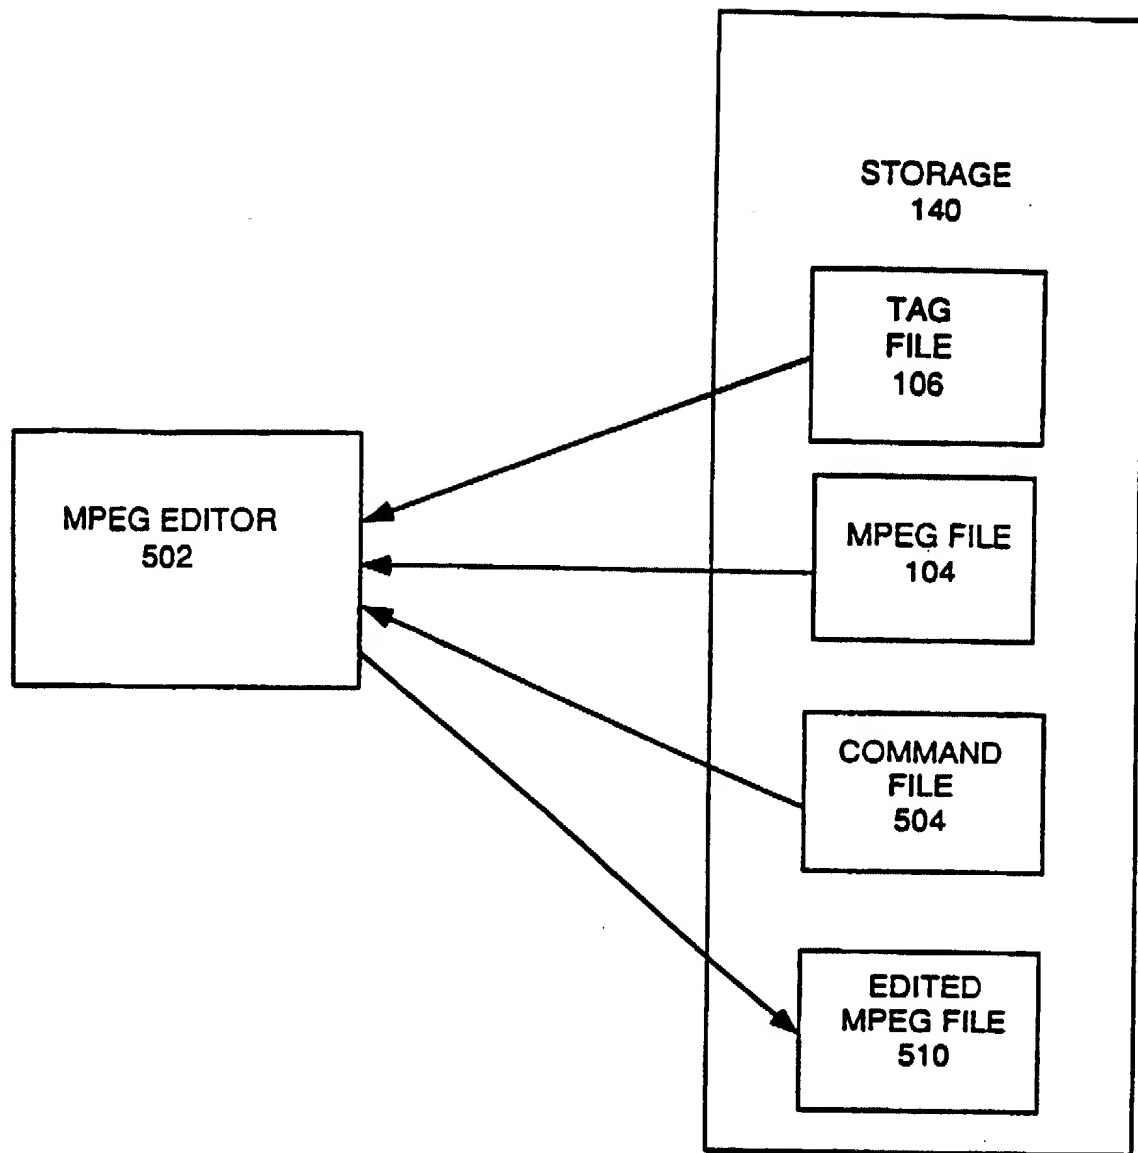 STORAGE
140
TAG
FILE
106
MPEG EDITOR
502
MPEG FILE
104
COMMAND
FILE
504
EDITED
MPEG FILE
510